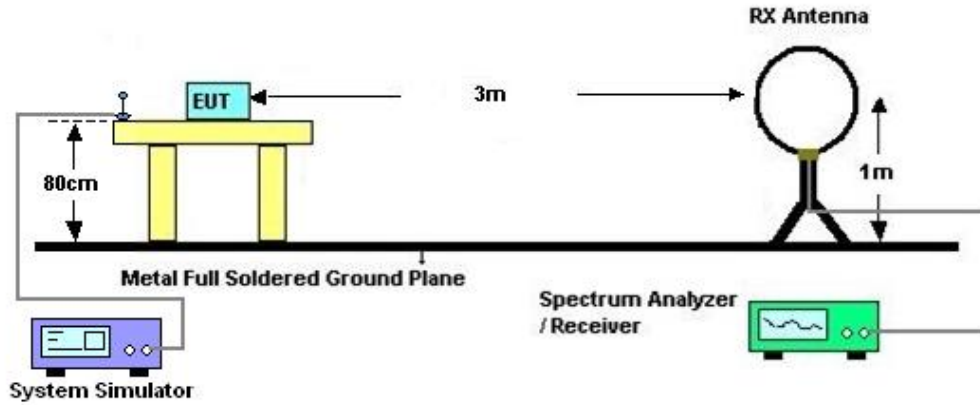 RX Antenna
EUT
3m
80cm
1m
Metal Full Soldered Ground Plane
Spectrum Analyzer
/ Receiver
System Simulator